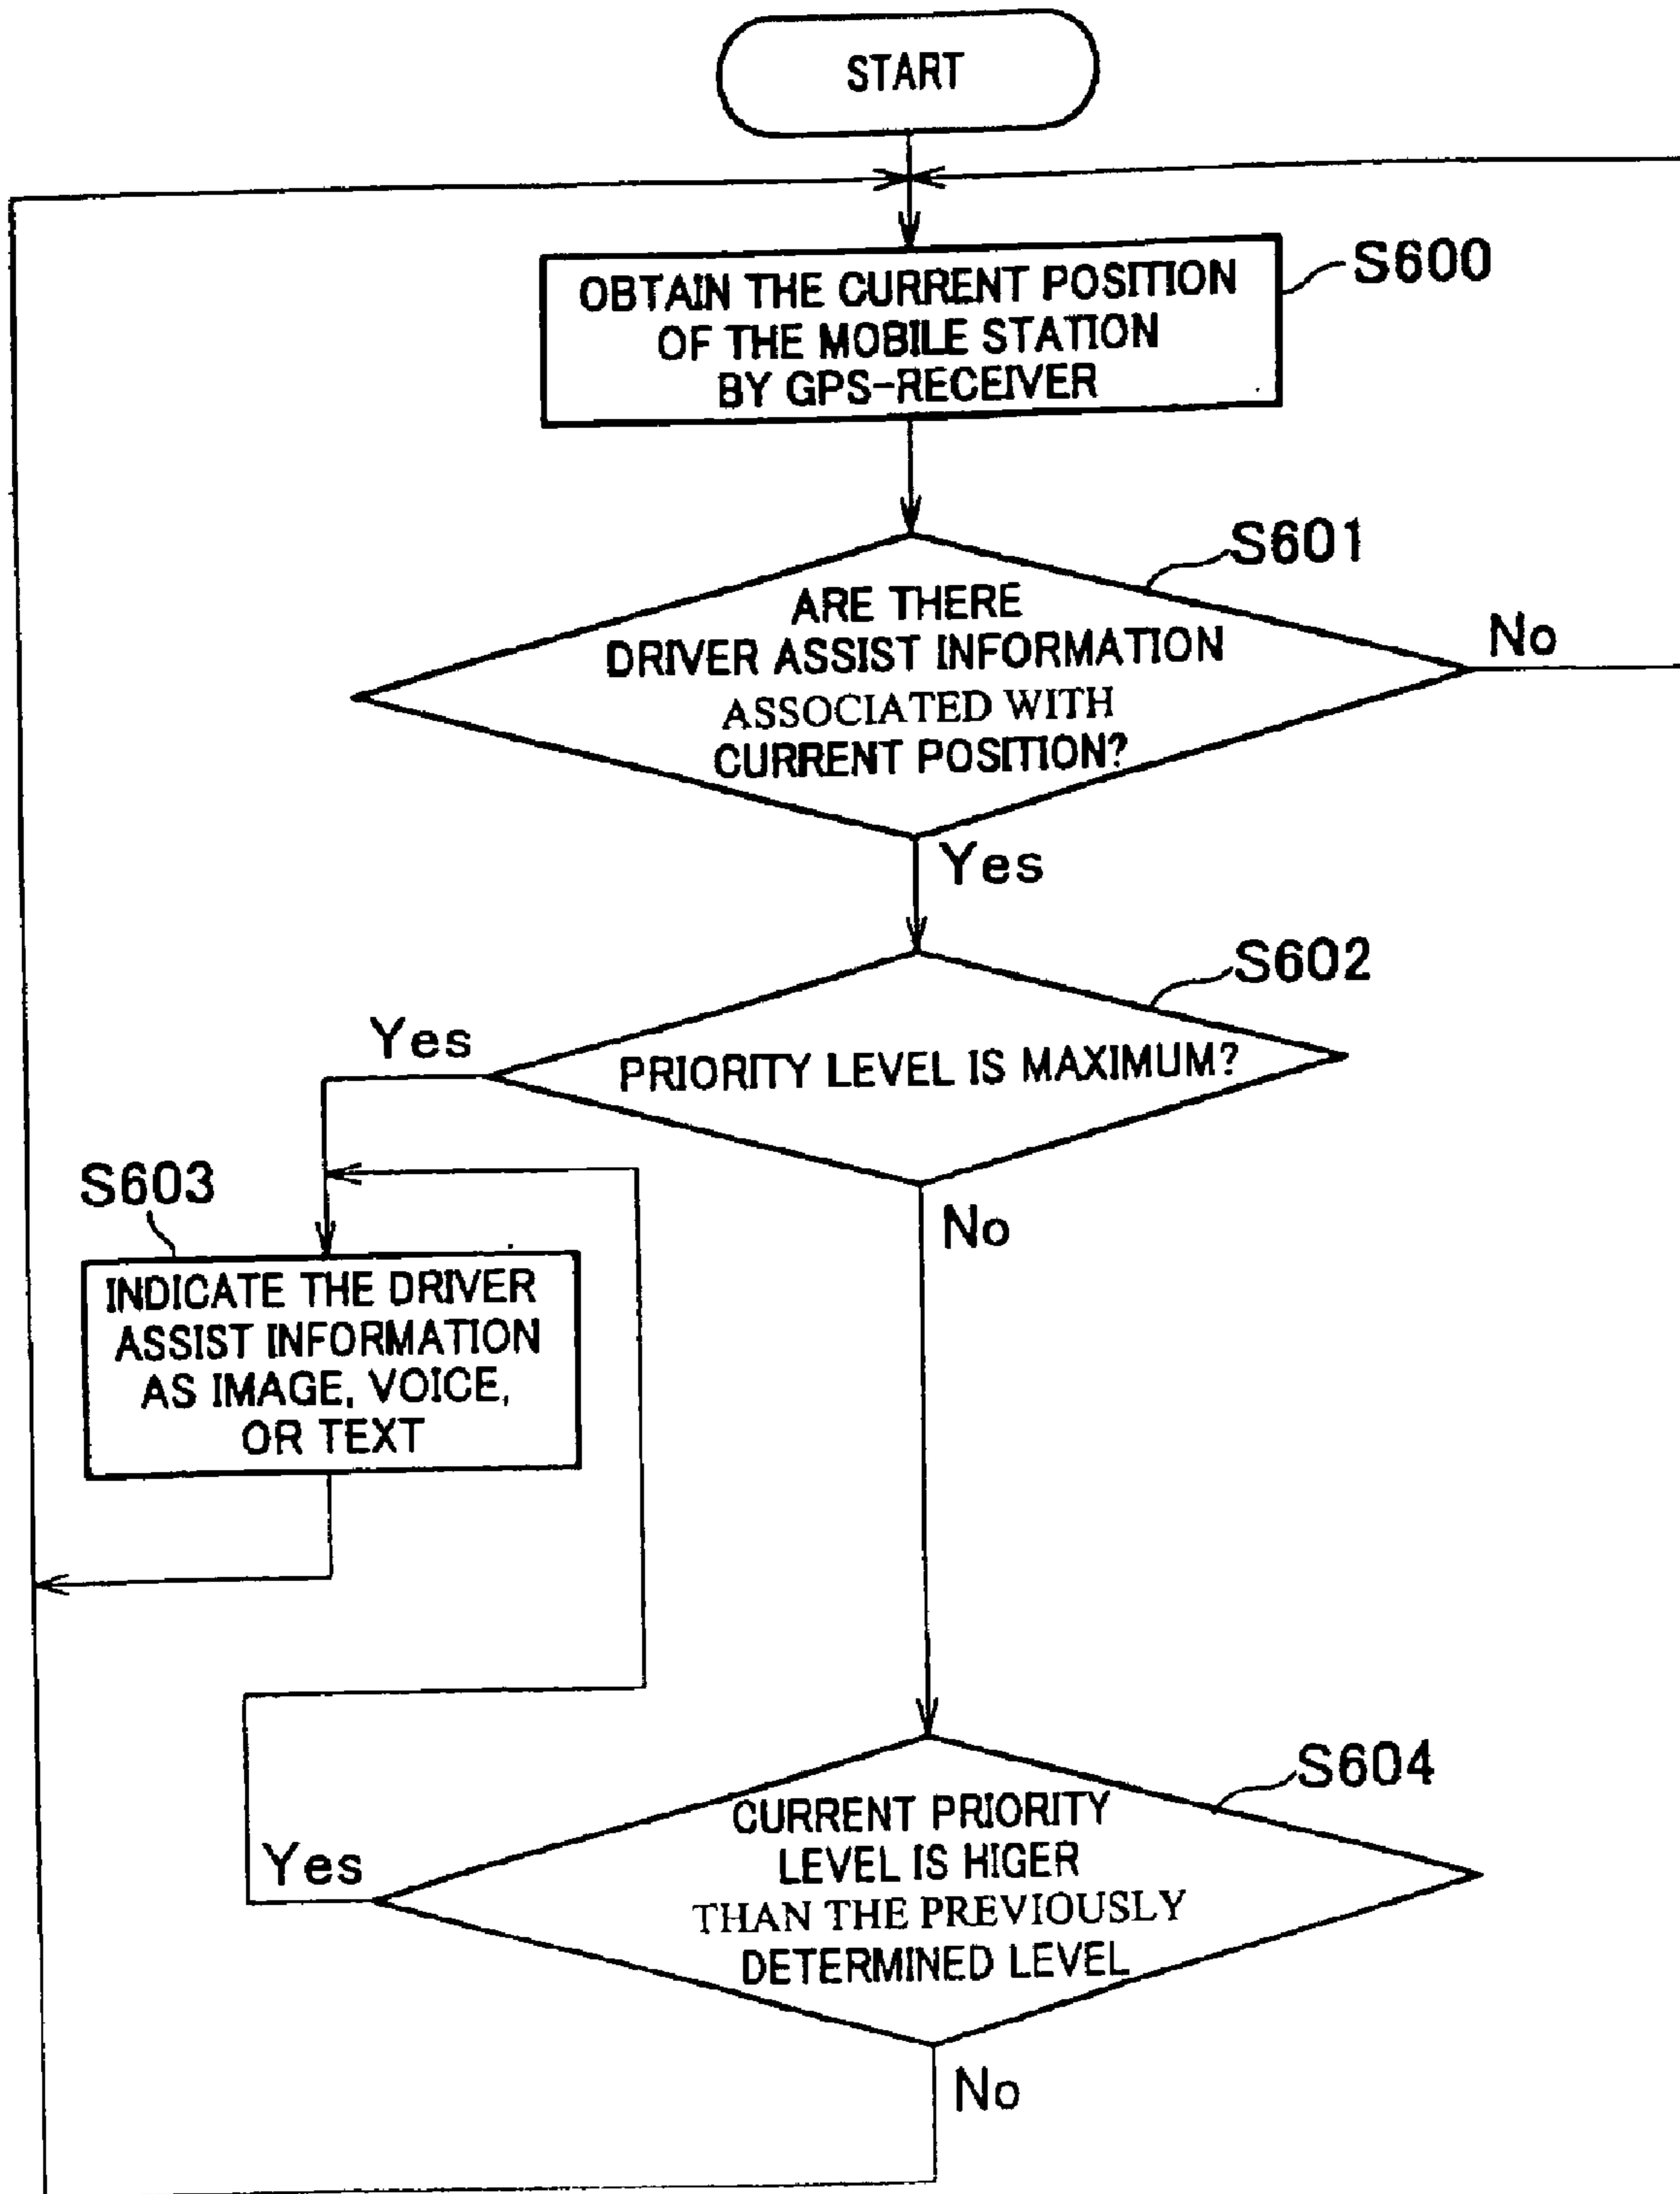 START
S600
OBTAIN THE CURRENT POSITION
OF THE MOBILE STATION
BY GPS-RECEIVER
S601
ARE THERE
DRIVER ASSIST INFORMATION
ASSOCIATED WITH
CURRENT POSITION?
No
Yes
S602
PRIORITY LEVEL IS MAXIMUM?
Yes
No
S603
INDICATE THE DRIVER
ASSIST INFORMATION
AS IMAGE, VOICE,
OR TEXT
S604
CURRENT PRIORITY
LEVEL IS HIGER
THAN THE PREVIOUSLY
DETERMINED LEVEL
Yes
No